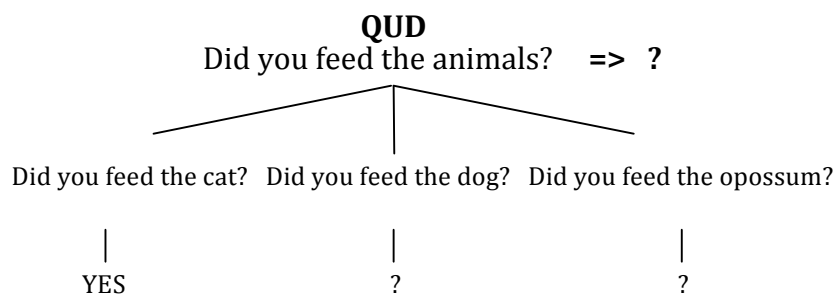 QUD
Did you feed the animals? => ?
Did you feed the cat? Did you feed the dog? Did you feed the opossum?
YES ? ?